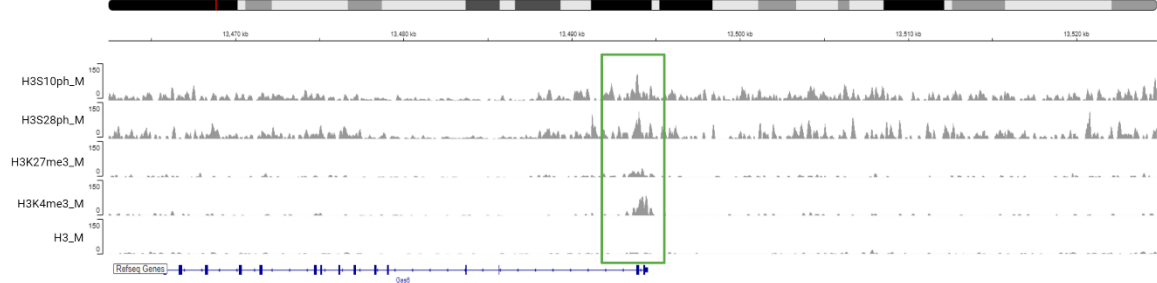 13,470 kb 13,480 kb 13,490 kb 13,500 kb 13,510 kb 13,520 kb
H3S10ph_M 150 0
H3S28ph_M 150 0
H3K27me3_M 150 0
H3K4me3_M 150 0
H3_M 150 0
Refseq Genes
Gas6